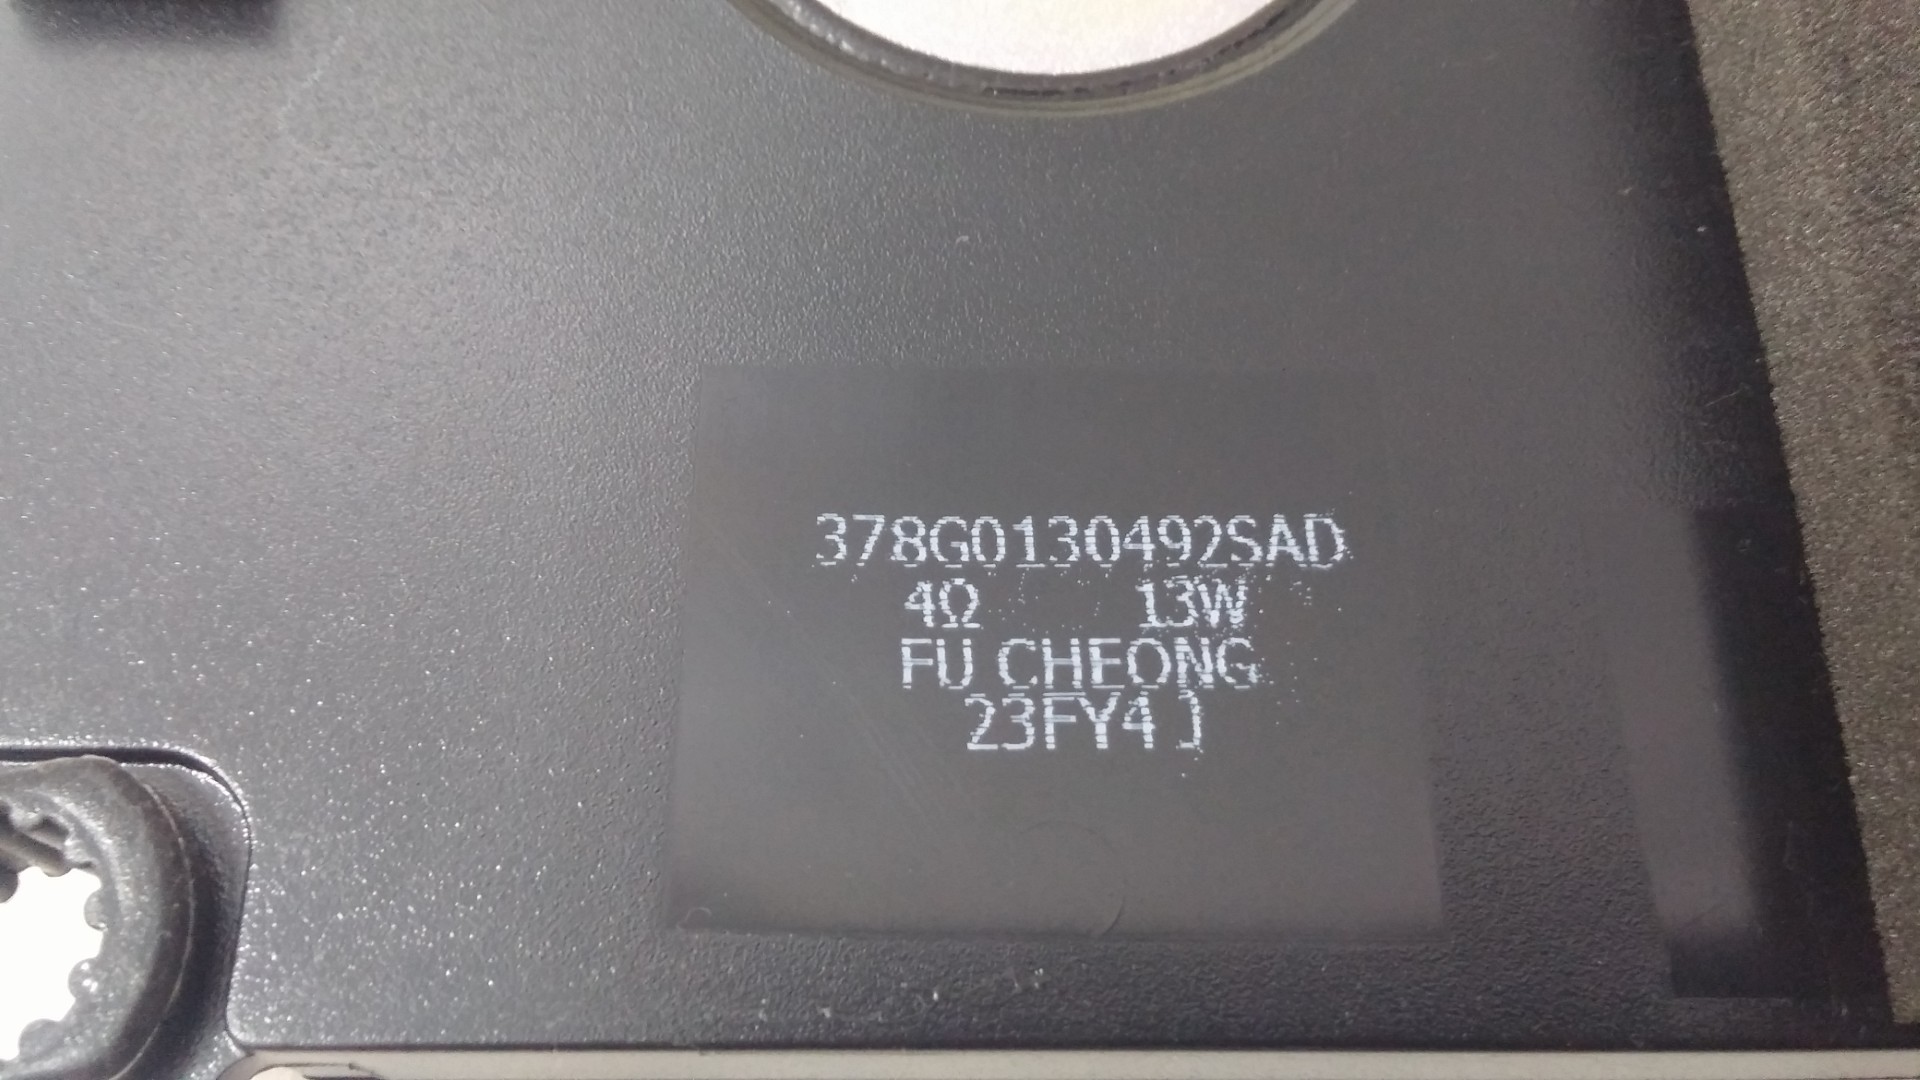 378G0130492SAD
4Ω 13W
FU CHEONG
23FY4 J